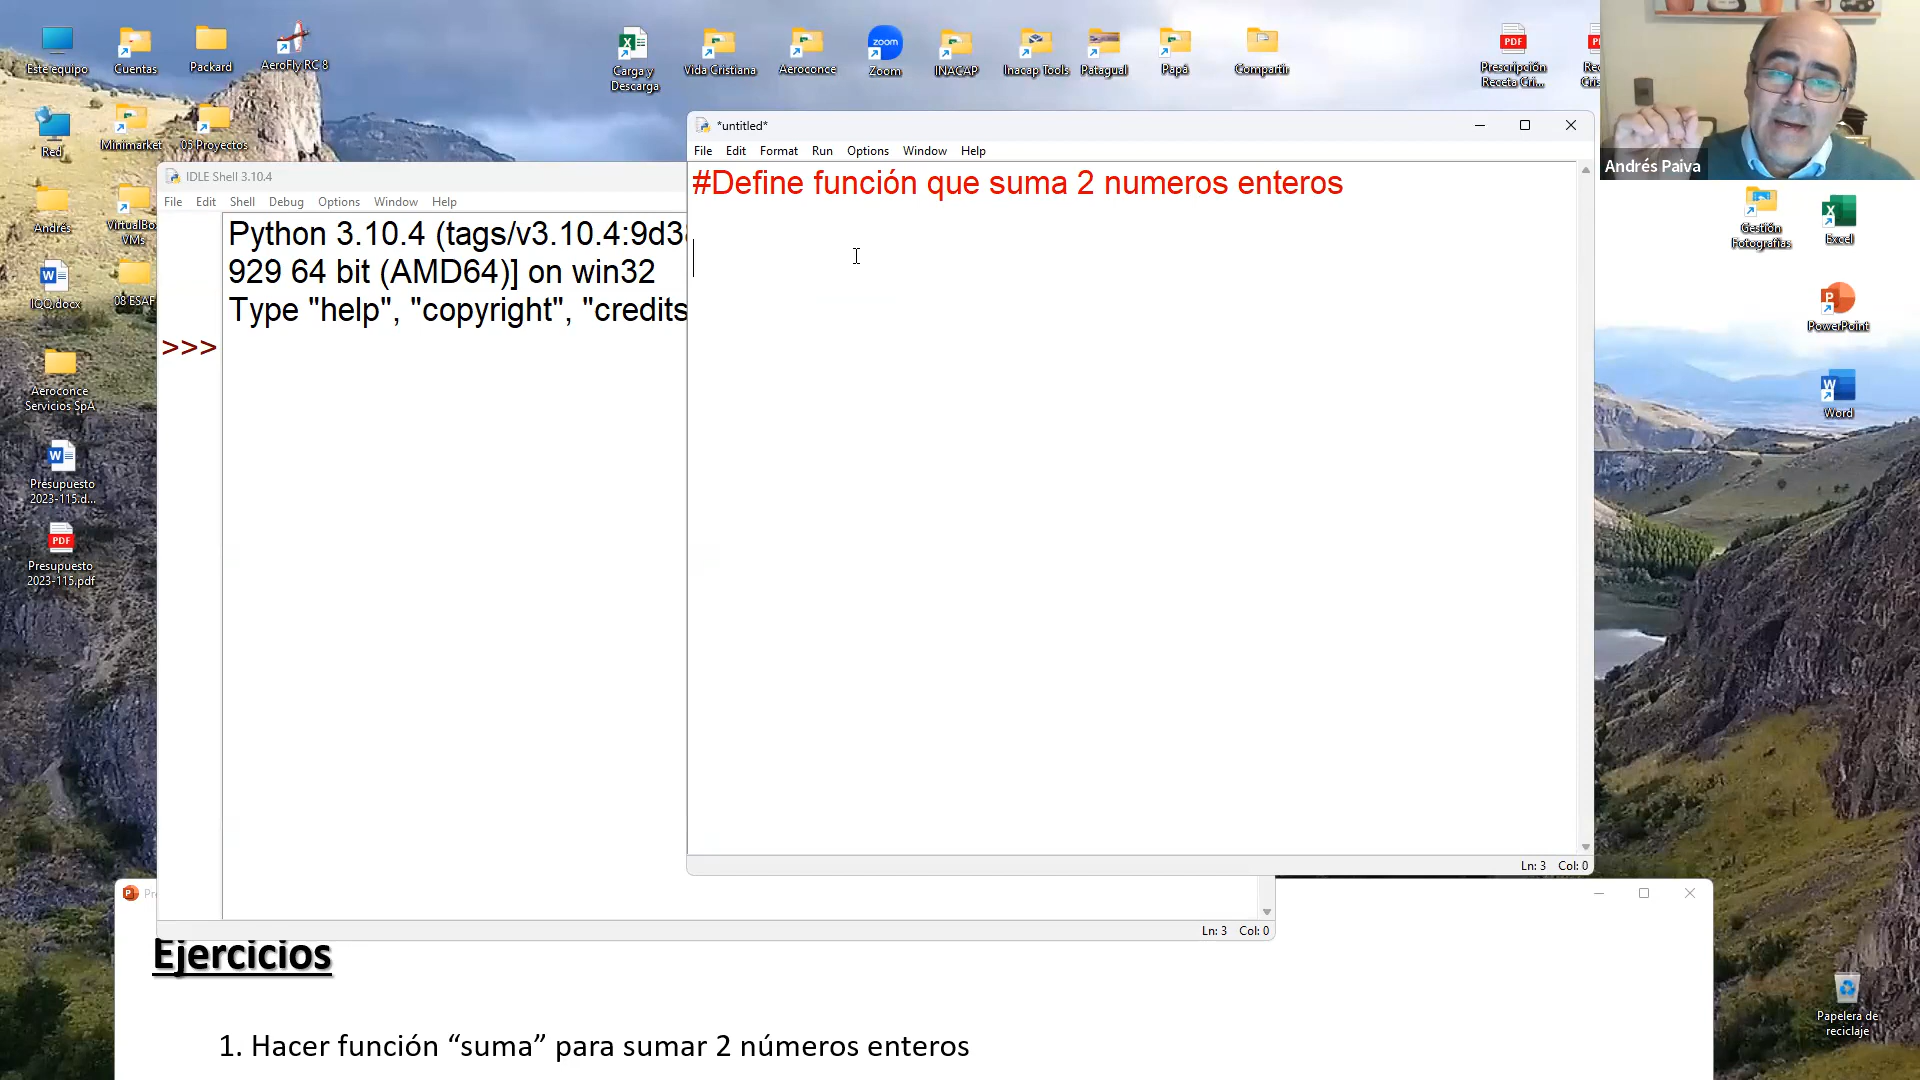 Este equipo
Cuentas
Packard
AeroFly RC 8
Carga y
Descarga
Vida Cristiana
Aeroconce
zoom
Zoom
INACAP
Inacap Tools
Patagual
Papá
Compartir
PDF
Prescripción
Receta Cri...
Andrés Paiva
Red
Minimarket
05 Proyectos
*untitled*
File Edit Format Run Options Window Help
#Define función que suma 2 numeros enteros
Ln: 3 Col: 0
IDLE Shell 3.10.4
File Edit Shell Debug Options Window Help
Python 3.10.4 (tags/v3.10.4:9d3
929 64 bit (AMD64)] on win32
Type "help", "copyright", "credits
>>>
Ln: 3 Col: 0
Andrés
VirtualBox
VMs
IQQ.docx
08 ESAF
Aeroconce
Servicios SpA
Presupuesto
2023-115.d...
PDF
Presupuesto
2023-115.pdf
Gestión
Fotografías
Excel
PowerPoint
Word
Papelera de
reciclaje
Ejercicios
1. Hacer función “suma” para sumar 2 números enteros